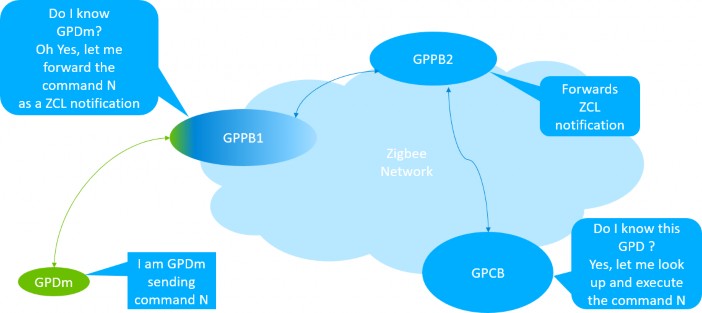 Do I know
GPDm?
Oh Yes, let me
forward the
command N
as a ZCL notification
GPPB2
Forwards
ZCL
notification
GPPB1
Zigbee
Network
Do I know this
GPD ?
Yes, let me look
up and execute
the command N
GPCB
I am GPDm
sending
command N
GPDm